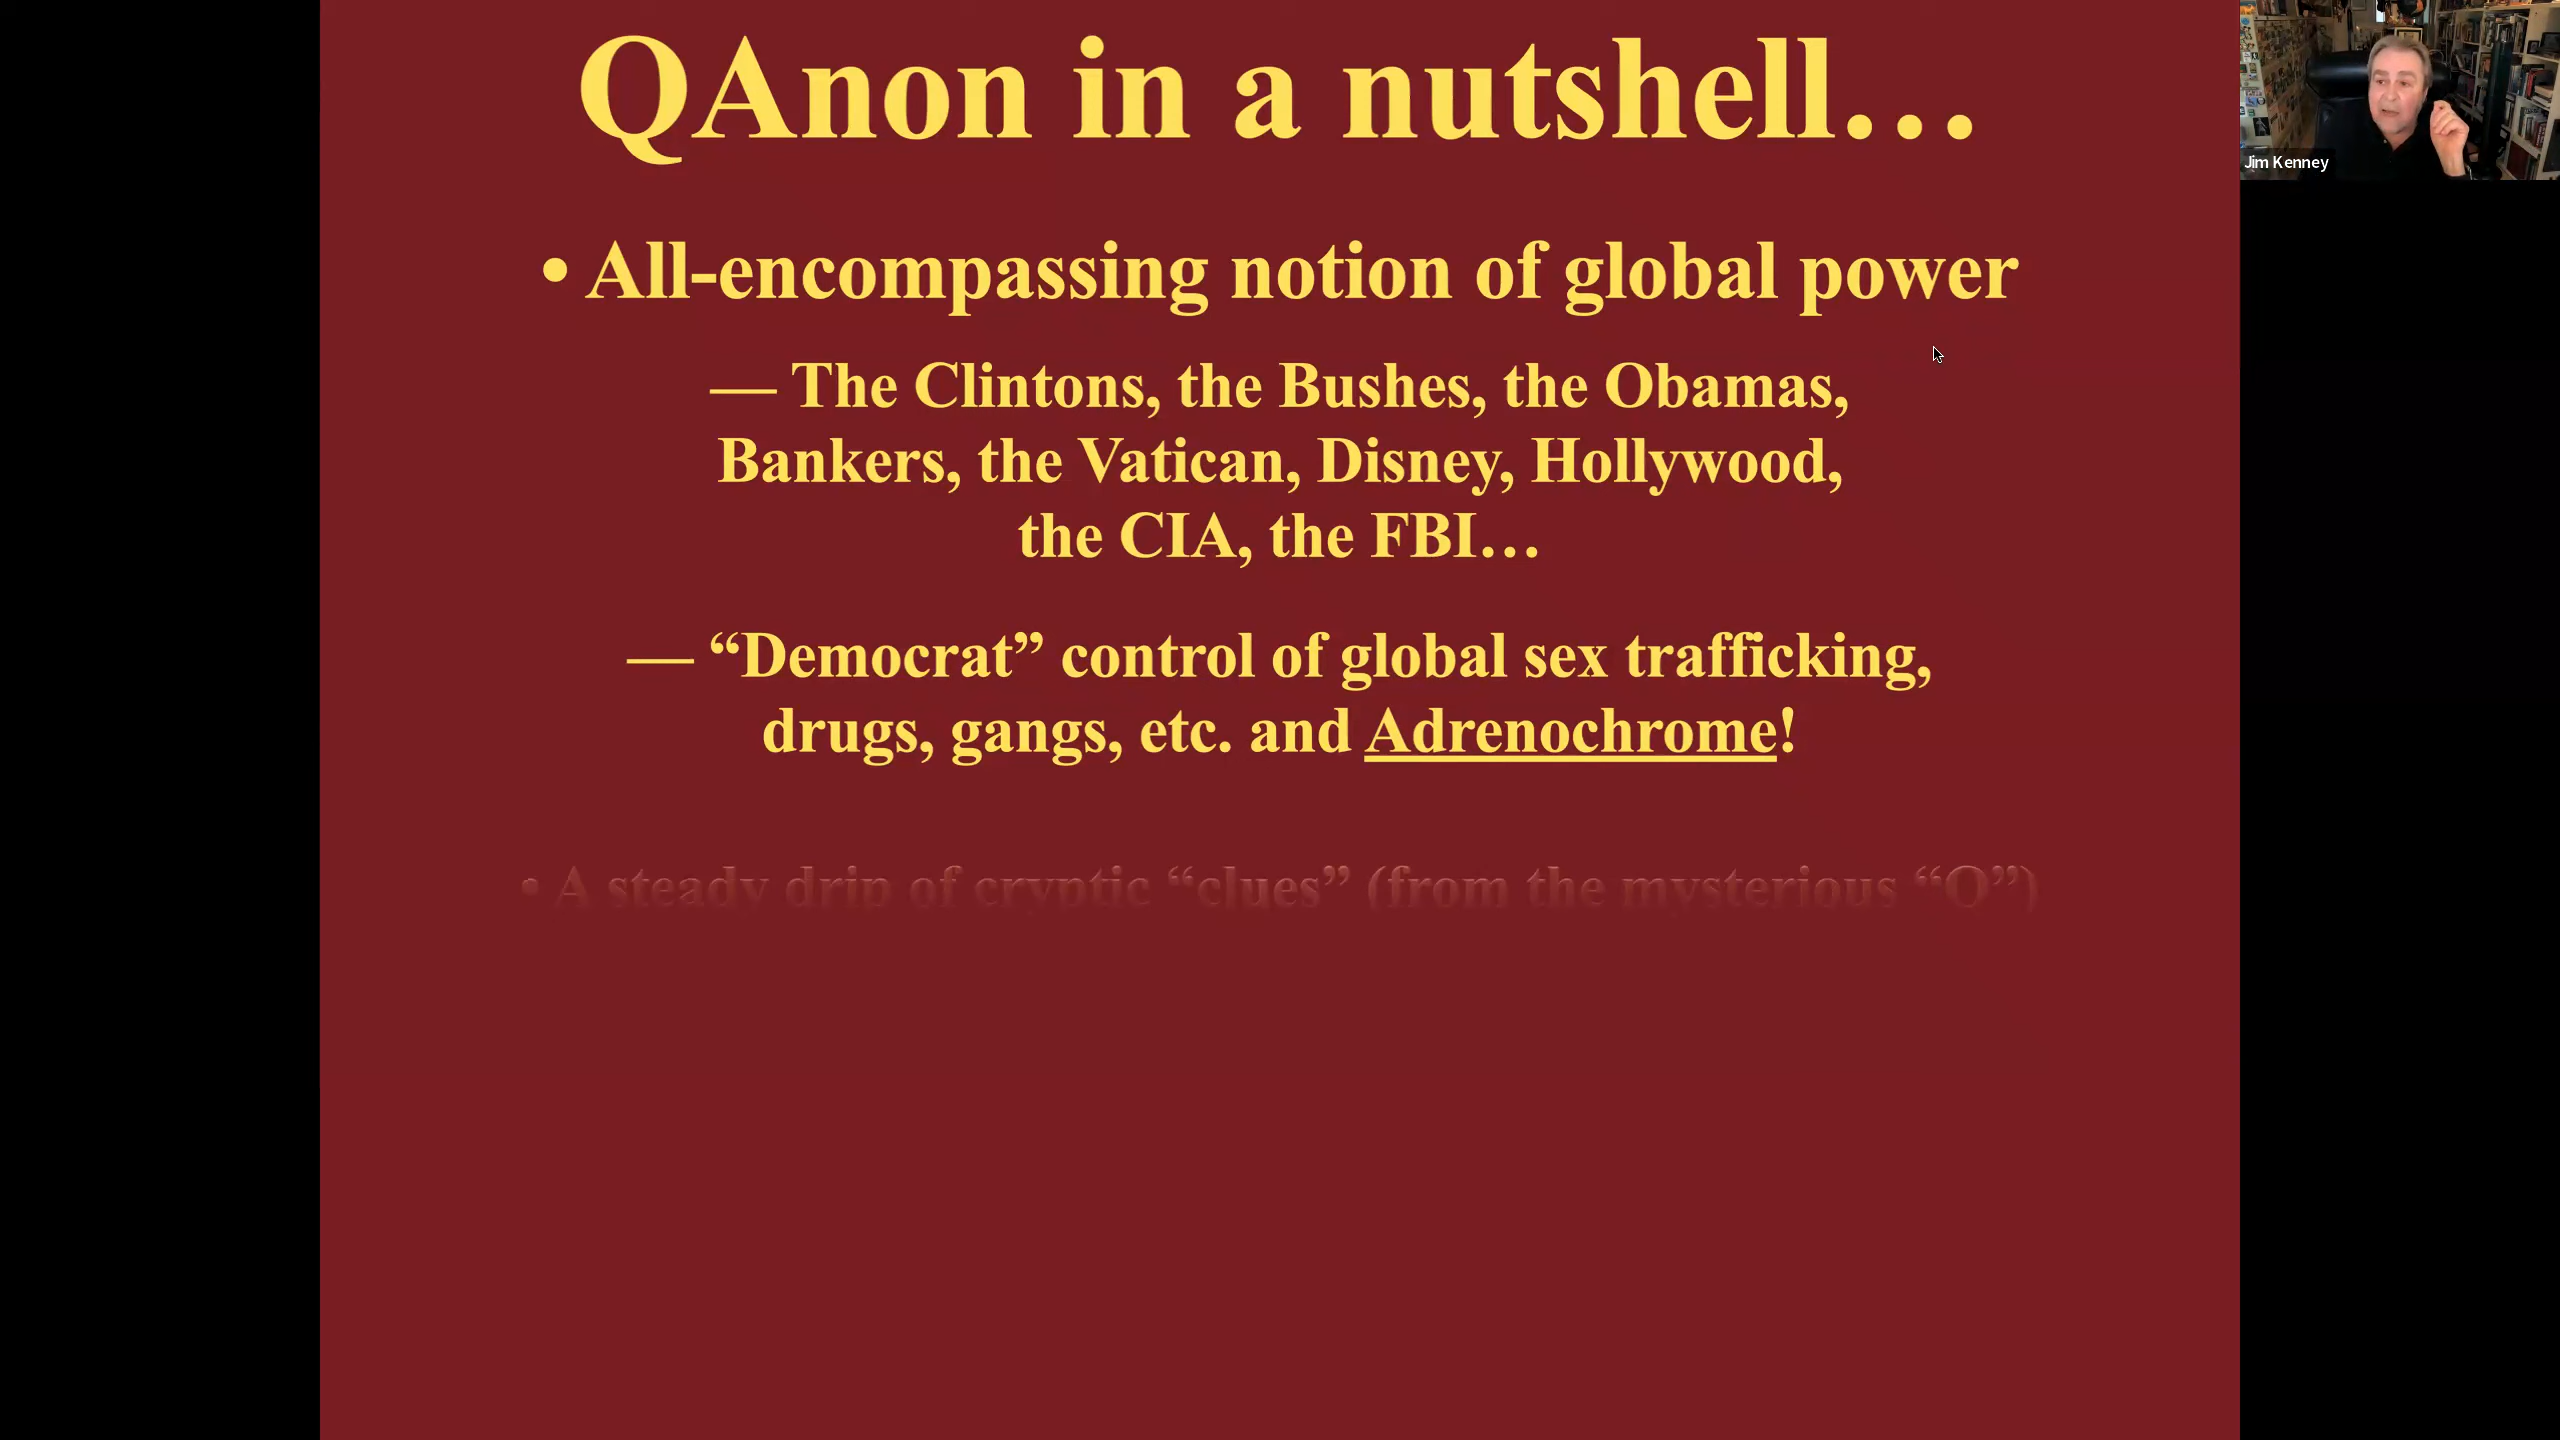 QAnon in a nutshell…
Jim Kenney
• All-encompassing notion of global power
— The Clintons, the Bushes, the Obamas,
Bankers, the Vatican, Disney, Hollywood,
the CIA, the FBI…
— “Democrat” control of global sex trafficking,
drugs, gangs, etc. and Adrenochrome!
• A steady drip of cryptic “clues” (from the mysterious “Q”)